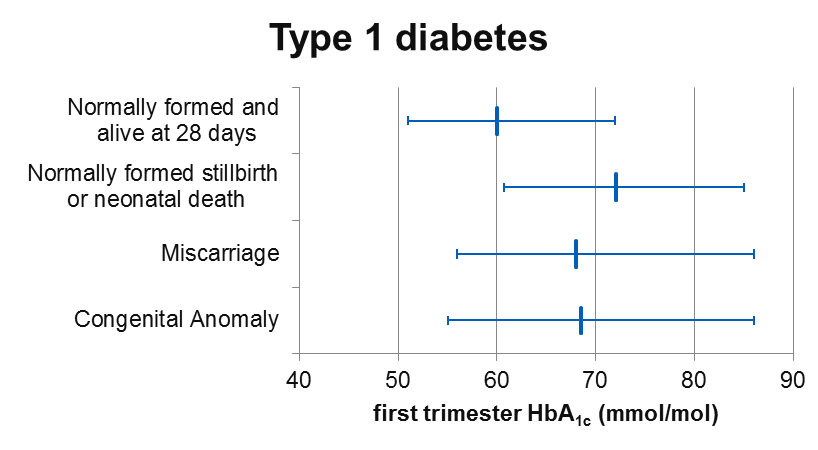 Type 1 diabetes
Normally formed and
alive at 28 days
Normally formed stillbirth
or neonatal death
Miscarriage
Congenital Anomaly
40 50 60 70 80 90
first trimester HbA1c (mmol/mol)